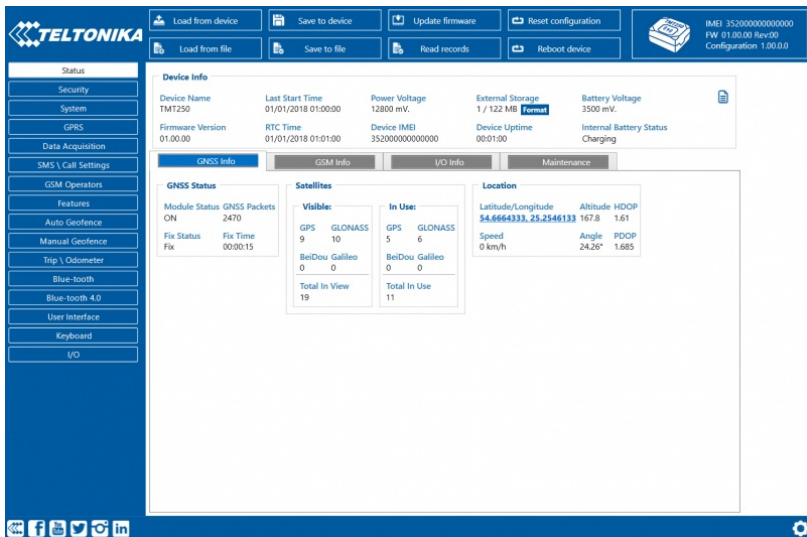 TELTONIKA
Load from device
Save to device
Update firmware
Reset configuration
Load from file
Save to file
Read records
Reboot device
IMEI 352000000000000
FW 01.00.00 Rev:00
Configuration 1.00.0.0
Status
Security
System
GPRS
Data Acquisition
SMS \ Call Settings
GSM Operators
Features
Auto Geofence
Manual Geofence
Trip \ Odometer
Blue-tooth
Blue-tooth 4.0
User Interface
Keyboard
I/O
Device Info
Device Name Last Start Time Power Voltage External Storage Battery Voltage
TMT250 01/01/2018 01:00:00 12800 mV. 1 / 122 MB Format 3500 mV.
Firmware Version RTC Time Device IMEI Device Uptime Internal Battery Status
01.00.00 01/01/2018 01:01:00 352000000000000 00:01:00 Charging
GNSS Info GSM Info I/O Info Maintenance
GNSS Status
Module Status GNSS Packets
ON 2470
Fix Status Fix Time
Fix 00:00:15
Satellites
Visible:
GPS GLONASS
9 10
BeiDou Galileo
0 0
Total In View
19
In Use:
GPS GLONASS
5 6
BeiDou Galileo
0 0
Total In Use
11
Location
Latitude/Longitude Altitude HDOP
54.6664333, 25.2546133 167.8 1.61
Speed Angle PDOP
0 km/h 24.26° 1.685